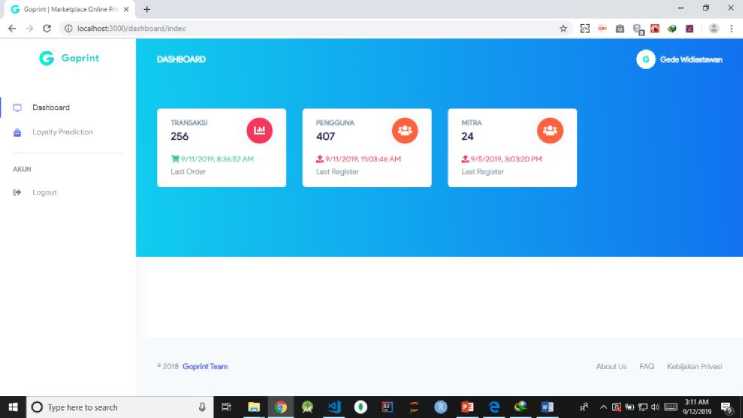 Goprint | Marketplace Online Pri
localhost:3000/dashboard/index
Goprint
DASHBOARD
Gede Widiastawan
Dashboard
Loyalty Prediction
AKUN
Logout
TRANSAKSI
256
9/11/2019, 8:36:52 AM
Last Order
PENGGUNA
407
9/11/2019, 11:03:46 AM
Last Register
MITRA
24
9/5/2019, 3:03:20 PM
Last Register
© 2018 Goprint Team
About Us FAQ Kebijakan Privasi
Type here to search
3:11 AM
9/12/2019